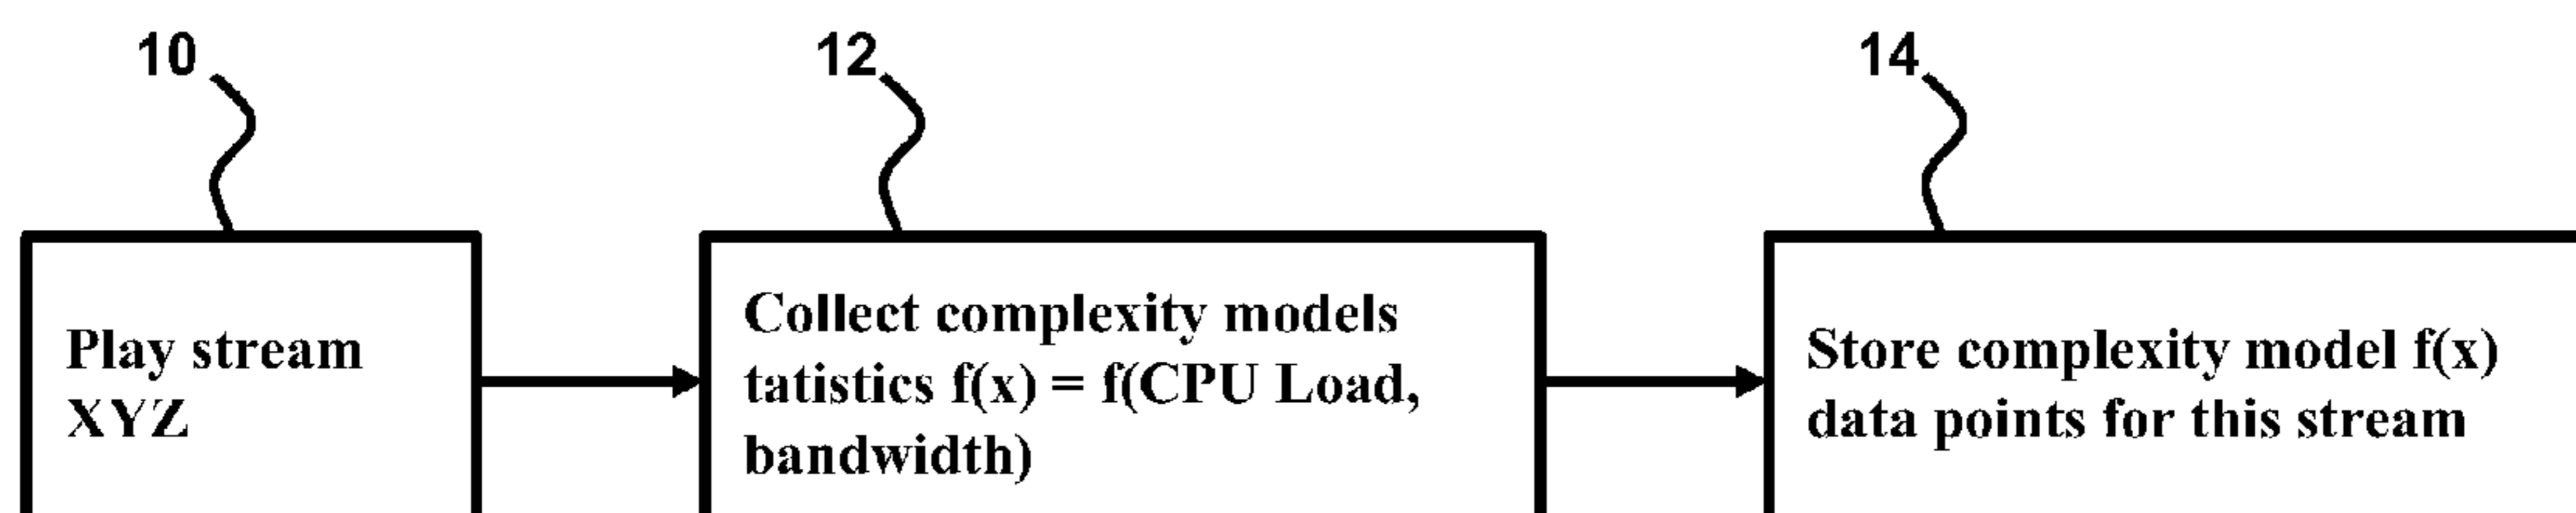 10
12
14
Play stream
XYZ
Collect complexity models
tatistics f(x) = f(CPU Load,
bandwidth)
Store complexity model f(x)
data points for this stream